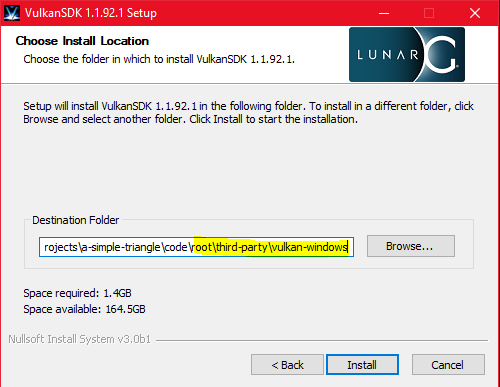 VulkanSDK 1.1.92.1 Setup
Choose Install Location
Choose the folder in which to install VulkanSDK 1.1.92.1.
LUNAR G
Setup will install VulkanSDK 1.1.92.1 in the following folder. To install in a different folder, click
Browse and select another folder. Click Install to start the installation.
Destination Folder
rojects\a-simple-triangle\code\root\third-party\vulkan-windows
Browse...
Space required: 1.4GB
Space available: 164.5GB
Nullsoft Install System v3.0b1
< Back
Install
Cancel